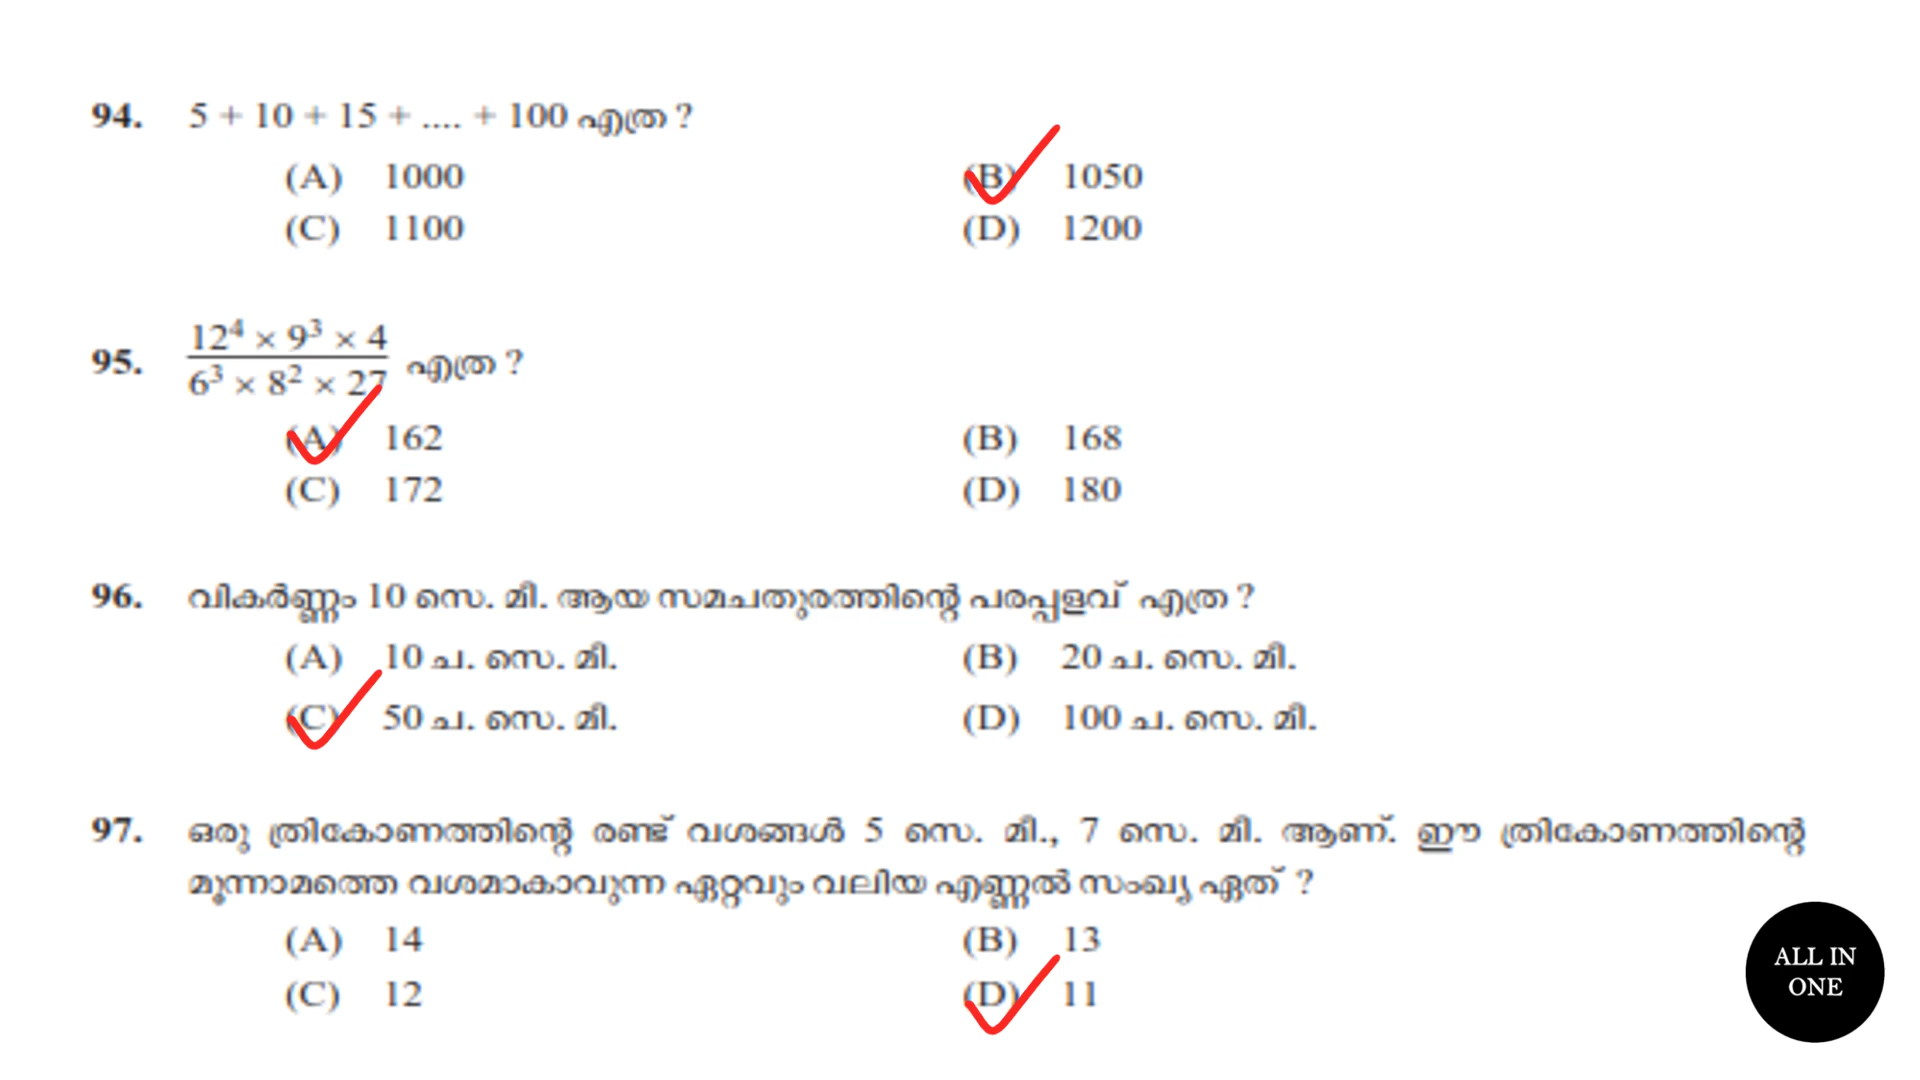 94. 5 + 10 + 15 + .... + 100 എത്ര ?
(A) 1000 (B) 1050
(C) 1100 (D) 1200
95. 12⁴ × 9³ × 4 / 6³ × 8² × 27 എത്ര ?
(A) 162 (B) 168
(C) 172 (D) 180
96. വികർണ്ണം 10 സെ. മീ. ആയ സമചതുരത്തിന്റെ പരപ്പളവ് എത്ര ?
(A) 10 ച. സെ. മീ. (B) 20 ച. സെ. മീ.
(C) 50 ച. സെ. മീ. (D) 100 ച. സെ. മീ.
97. ഒരു ത്രികോണത്തിന്റെ രണ്ട് വശങ്ങൾ 5 സെ. മീ., 7 സെ. മീ. ആണ്. ഈ ത്രികോണത്തിന്റെ
മൂന്നാമത്തെ വശമാകാവുന്ന ഏറ്റവും വലിയ എണ്ണൽ സംഖ്യ ഏത് ?
(A) 14 (B) 13
(C) 12 (D) 11
ALL IN
ONE